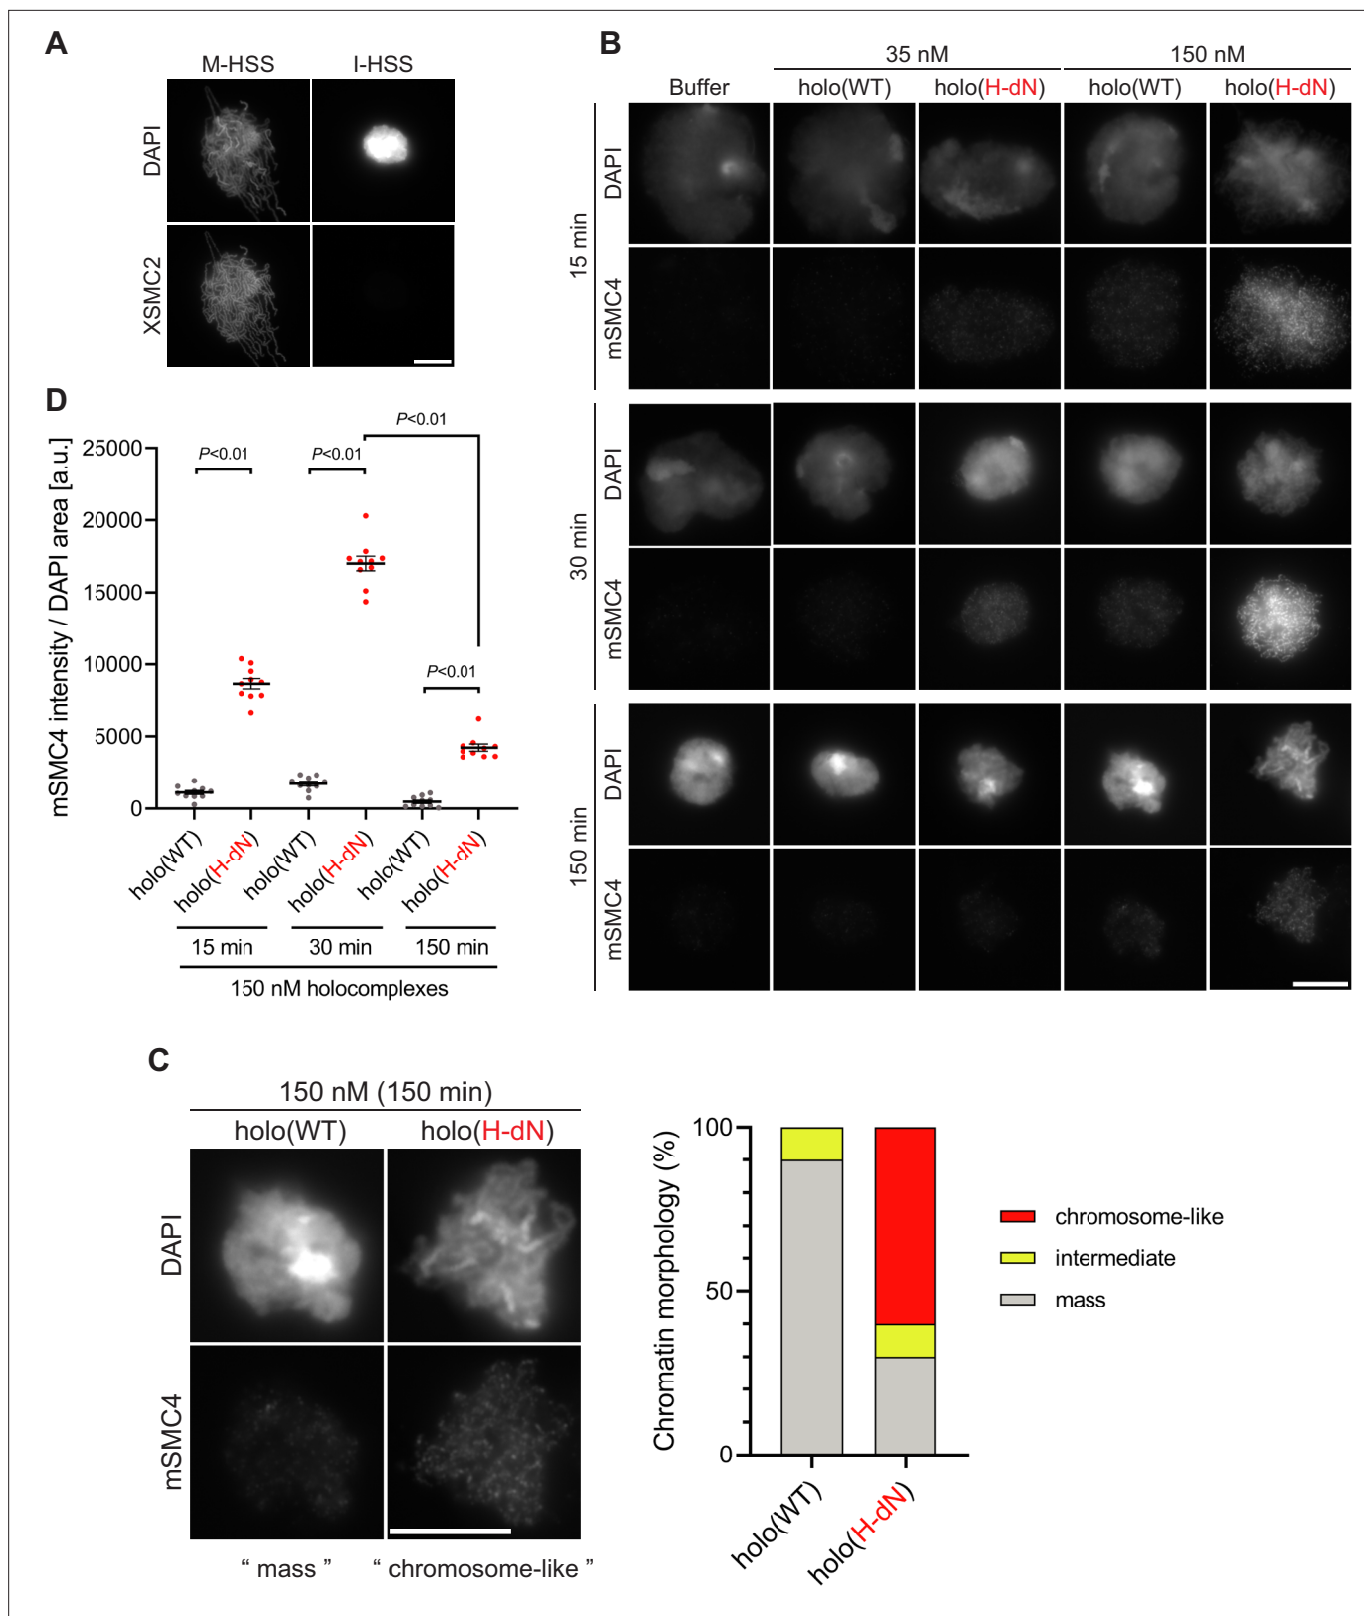 A
M-HSS I-HSS
DAPI
XSMC2
B
35 nM 150 nM
Buffer holo(WT) holo(H-dN) holo(WT) holo(H-dN)
15 min
DAPI
mSMC4
30 min
DAPI
mSMC4
150 min
DAPI
mSMC4
D
mSMC4 intensity / DAPI area [a.u.]
25000
20000
15000
10000
5000
0
P<0.01
P<0.01 P<0.01
P<0.01
holo(WT) holo(H-dN) holo(WT) holo(H-dN) holo(WT) holo(H-dN)
15 min 30 min 150 min
150 nM holocomplexes
C
150 nM (150 min)
holo(WT) holo(H-dN)
DAPI
mSMC4
“ mass ” “ chromosome-like ”
Chromatin morphology (%)
100
50
0
holo(WT) holo(H-dN)
chromosome-like
intermediate
mass